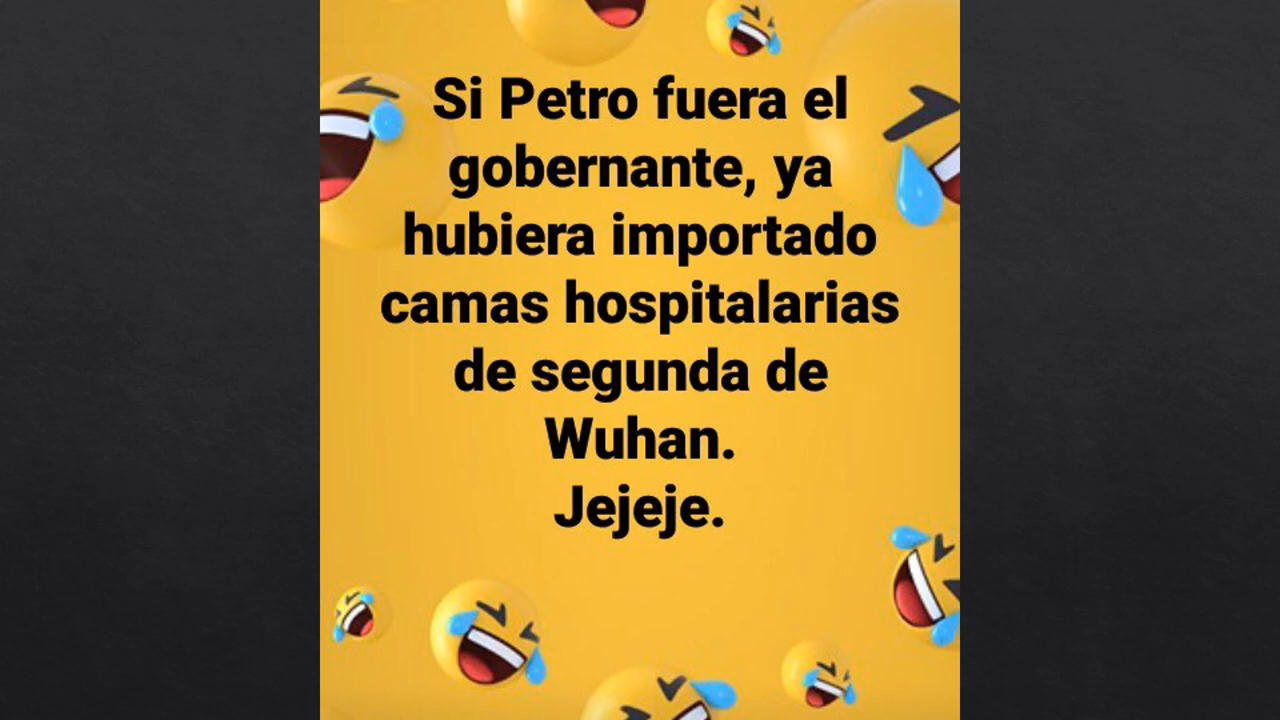 Si Petro fuera el
gobernante, ya
hubiera importado
camas hospitalarias
de segunda de
Wuhan.
Jejeje.